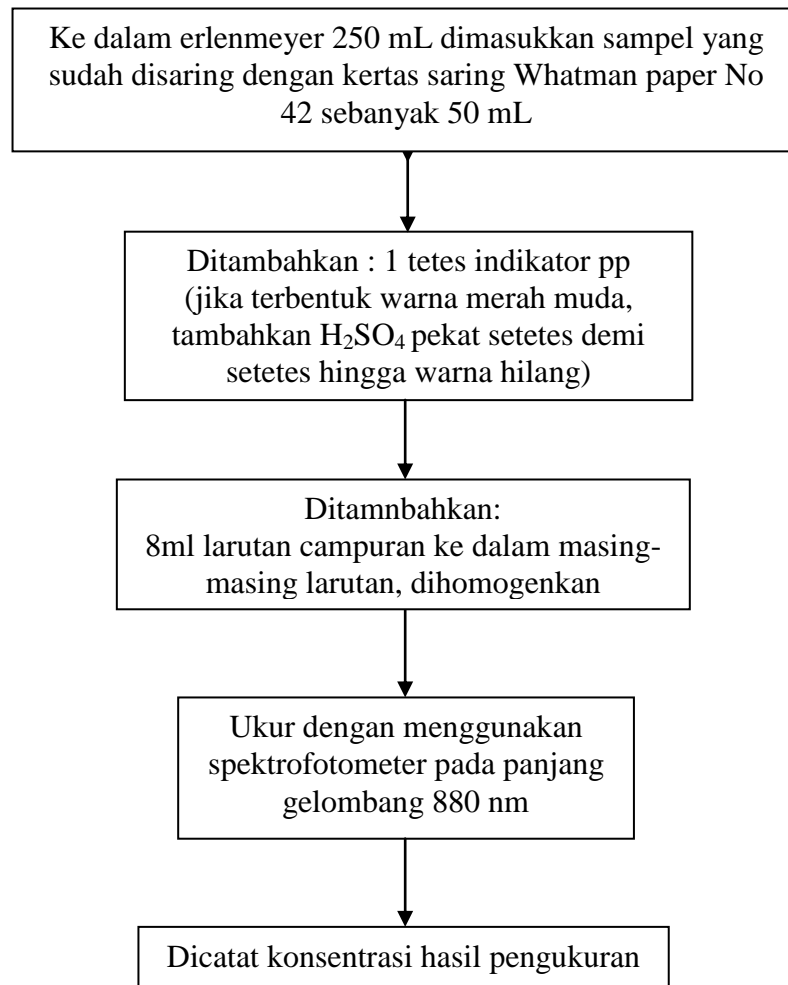 Ke dalam erlenmeyer 250 mL dimasukkan sampel yang
sudah disaring dengan kertas saring Whatman paper No
42 sebanyak 50 mL
Ditambahkan : 1 tetes indikator pp
(jika terbentuk warna merah muda,
tambahkan H₂SO₄ pekat setetes demi
setetes hingga warna hilang)
Ditamnbahkan:
8ml larutan campuran ke dalam masing-
masing larutan, dihomogenkan
Ukur dengan menggunakan
spektrofotometer pada panjang
gelombang 880 nm
Dicatat konsentrasi hasil pengukuran